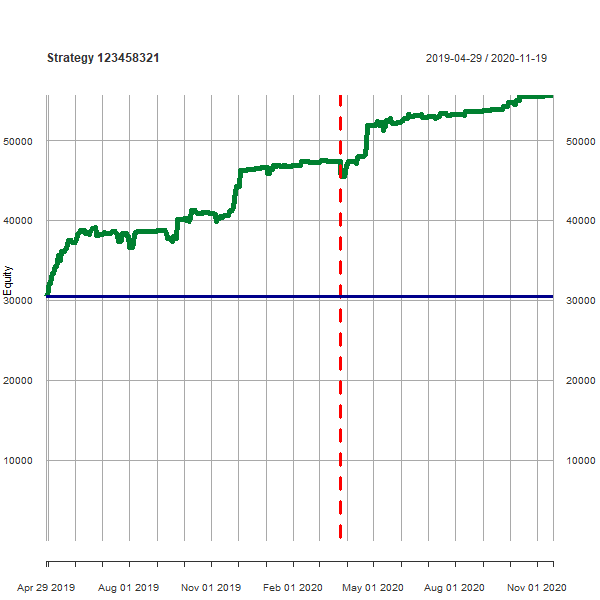 Strategy 123458321
2019-04-29 / 2020-11-19
50000
50000
40000
40000
Equity
30000
30000
20000
20000
10000
10000
Apr 29 2019
Aug 01 2019
Nov 01 2019
Feb 01 2020
May 01 2020
Aug 01 2020
Nov 01 2020